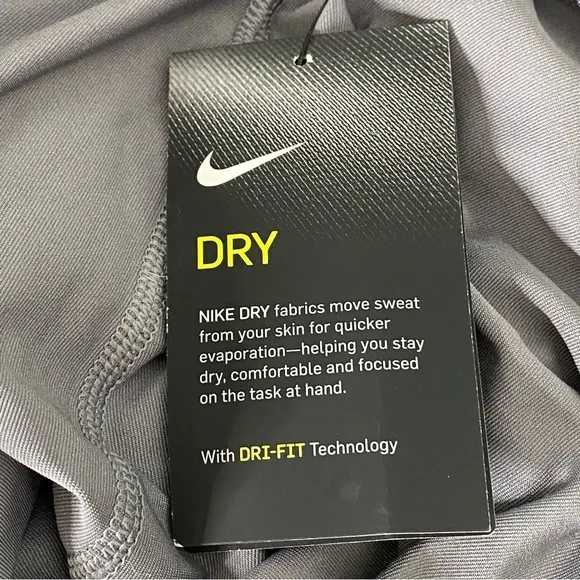 DRY
NIKE DRY fabrics move sweat
from your skin for quicker
evaporation—helping you stay
dry, comfortable and focused
on the task at hand.
With DRI-FIT Technology